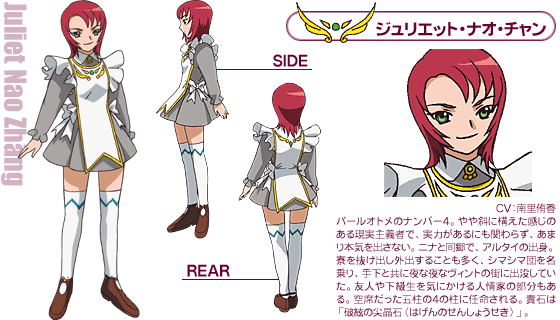 Juliet Nao Zhang
ジュリエット・ナオ・チャン
SIDE
REAR
CV:南里侑香
パールオトメのナンバー4。やや斜に構えた感じの
ある現実主義者で、実力があるにも関わらず、あま
り本気を出さない。ニナと同郷で、アルタイの出身。
寮を抜け出し外出することも多く、シマシマ団を名
乗り、手下と共に夜な夜なヴィントの街に出没してい
た。友人や下級生を気にかける人情家の部分もあ
る。空席だった五柱の4の柱に任命される。貴石は
「破絃の尖晶石(はげんのせんしょうせき)」。